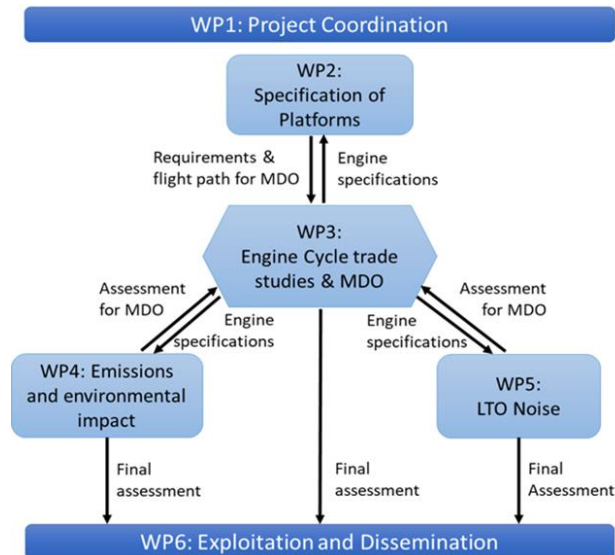 WP1: Project Coordination
WP2:
Specification of
Platforms
Requirements &
flight path for MDO
Engine
specifications
WP3:
Engine Cycle trade
studies & MDO
Assessment
for MDO
Engine
specifications
Engine
specifications
Assessment
for MDO
WP4: Emissions
and environmental
impact
WP5:
LTO Noise
Final
assessment
Final
assessment
Final
Assessment
WP6: Exploitation and Dissemination